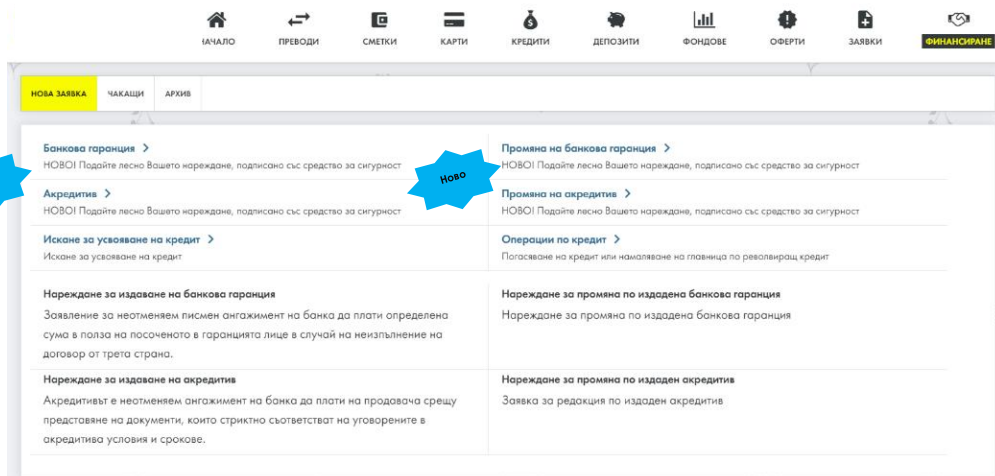 НАЧАЛО ПРЕВОДИ СМЕТКИ КАРТИ КРЕДИТИ ДЕПОЗИТИ ФОНДОВЕ ОФЕРТИ ЗАЯВКИ ФИНАНСИРАНЕ
НОВА ЗАЯВКА ЧАКАЩИ АРХИВ
Банкова гаранция >
НОВО! Подайте лесно Вашето нареждане, подписано със средство за сигурност
Ново
Промяна на банкова гаранция >
НОВО! Подайте лесно Вашето нареждане, подписано със средство за сигурност
Акредитив >
НОВО! Подайте лесно Вашето нареждане, подписано със средство за сигурност
Промяна на акредитив >
НОВО! Подайте лесно Вашето нареждане, подписано със средство за сигурност
Искане за усвояване на кредит >
Искане за усвояване на кредит
Операции по кредит >
Погасяване на кредит или намаляване на главница по револвиращ кредит
Нареждане за издаване на банкова гаранция
Заявление за неотменяем писмен ангажимент на банка да плати определена
сума в полза на посоченото в гаранцията лице в случай на неизпълнение на
договор от трета страна.
Нареждане за промяна по издадена банкова гаранция
Нареждане за промяна по издадена банкова гаранция
Нареждане за издаване на акредитив
Акредитивът е неотменяем ангажимент на банка да плати на продавача срещу
представяне на документи, които стриктно съответстват на уговорените в
акредитива условия и срокове.
Нареждане за промяна по издаден акредитив
Заявка за редакция по издаден акредитив